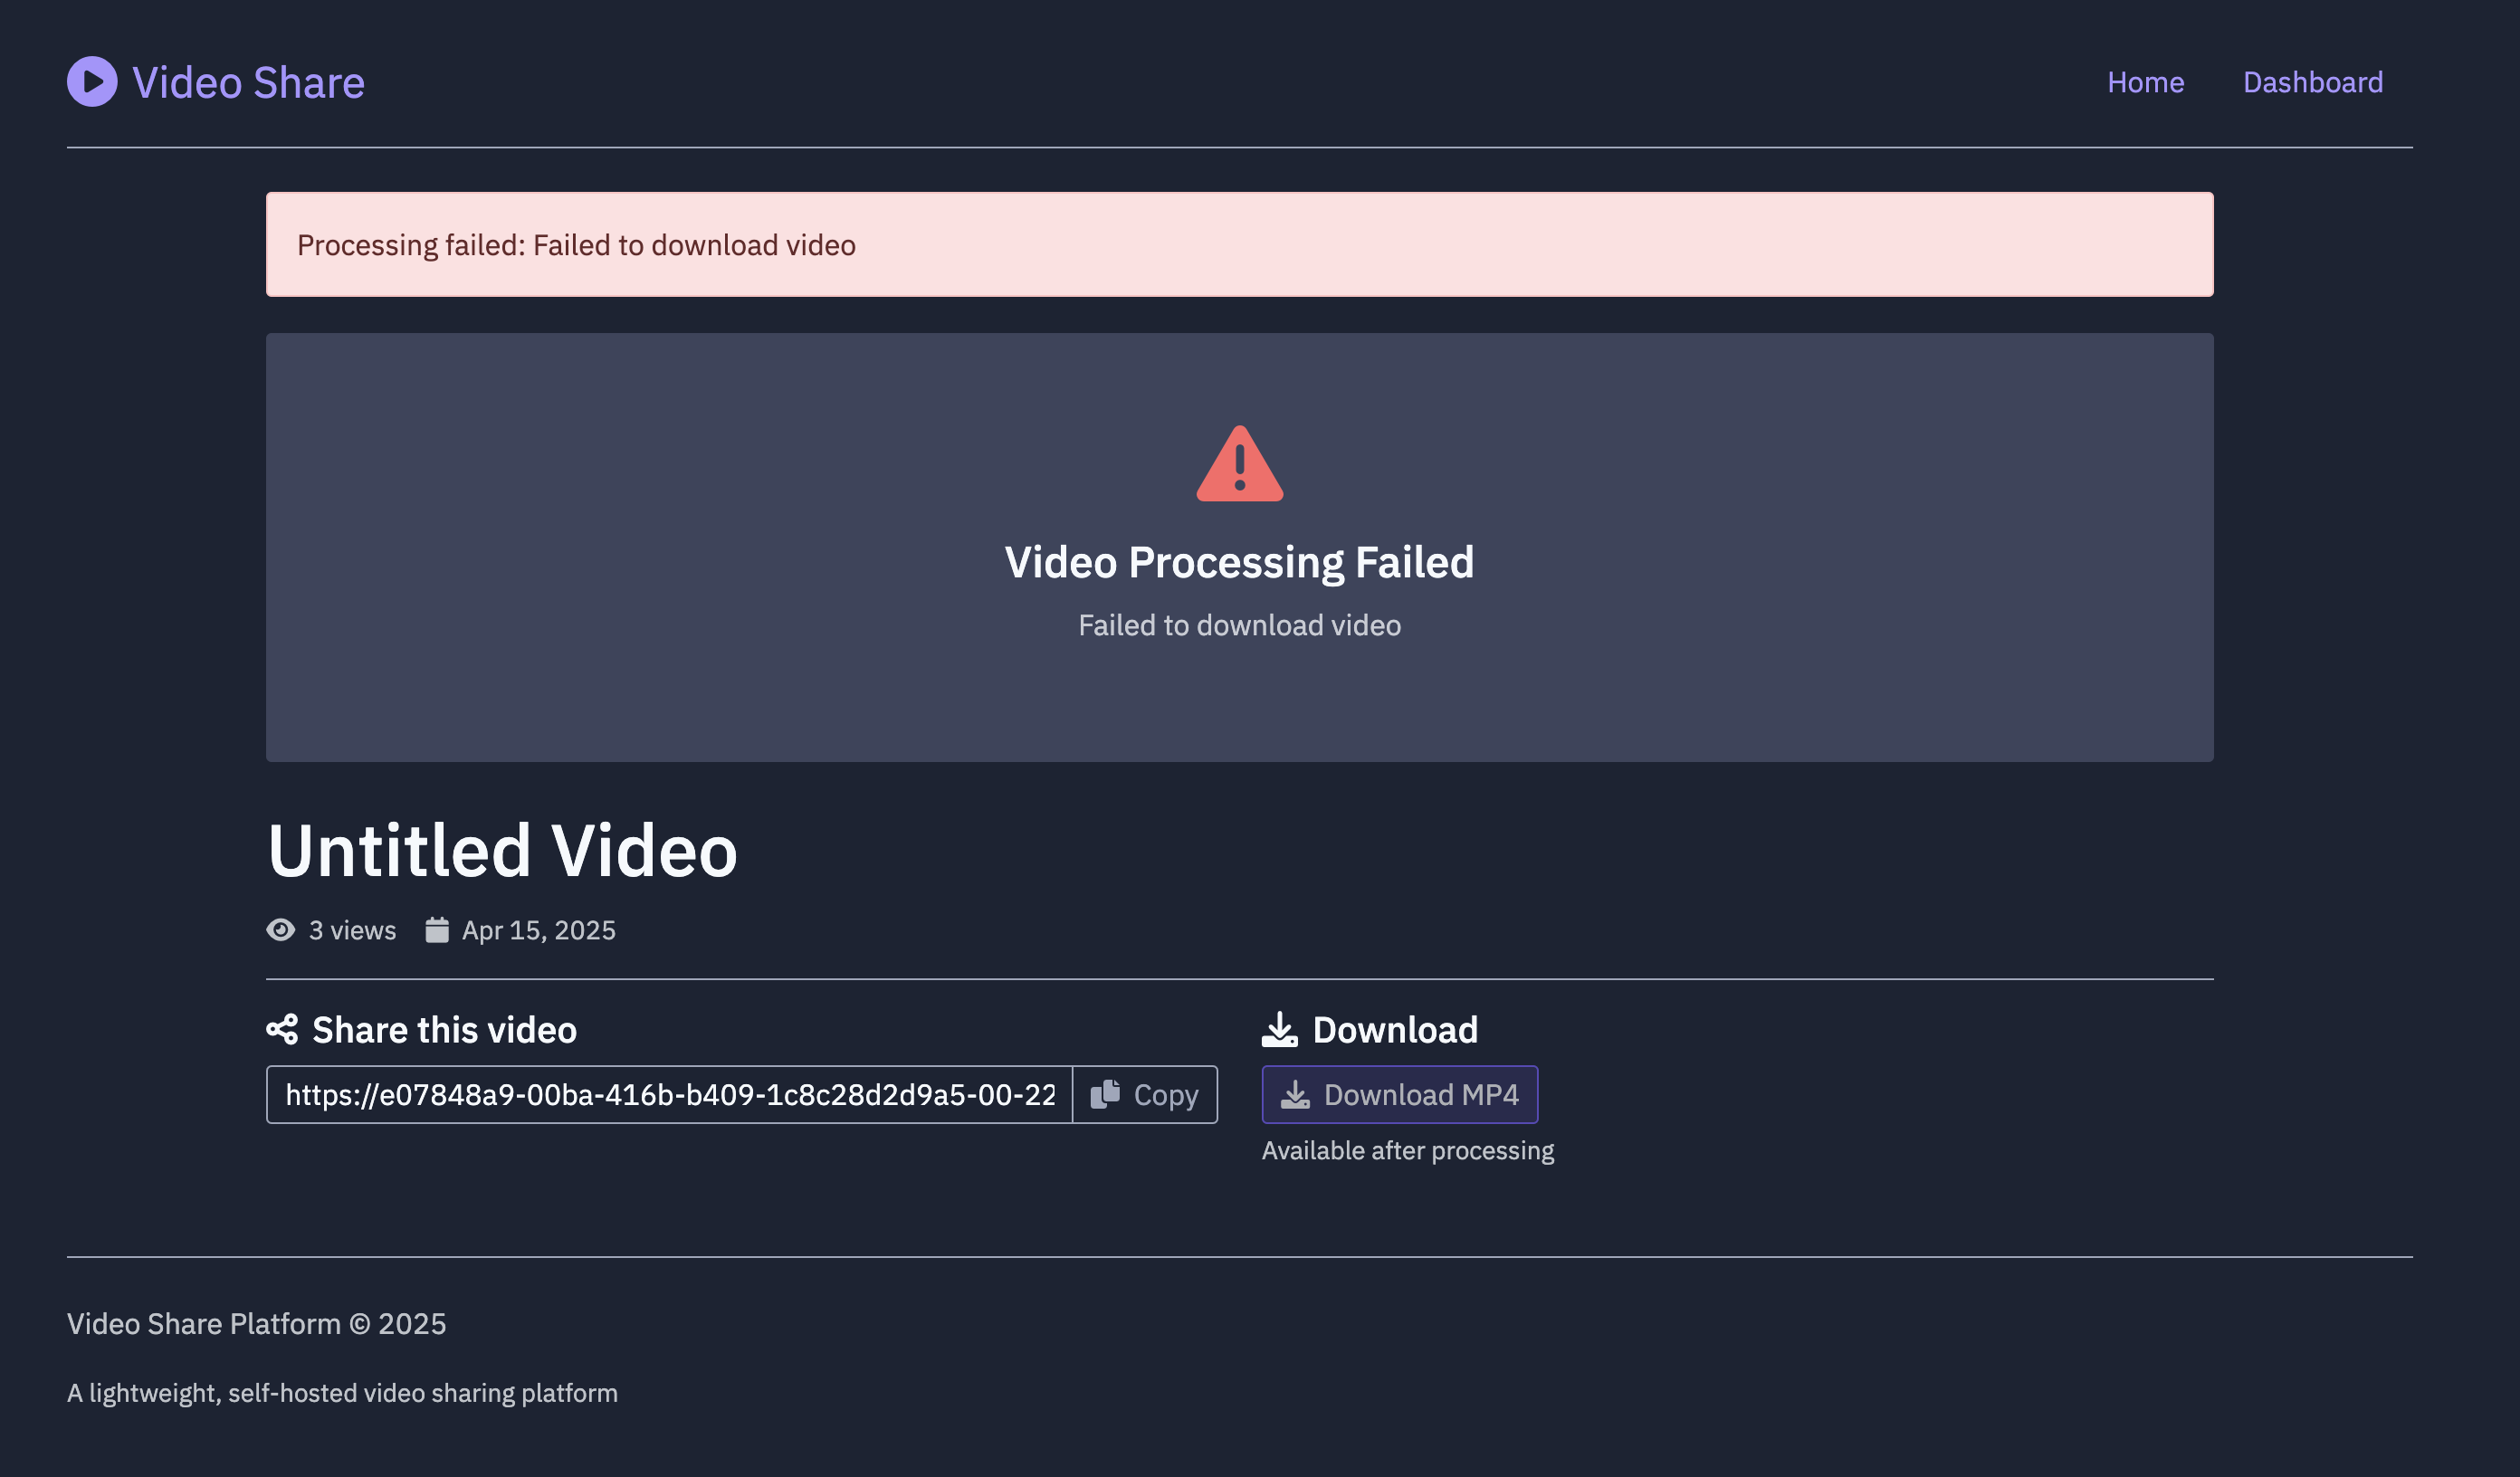 Video Share
Home
Dashboard
Processing failed: Failed to download video
Video Processing Failed
Failed to download video
Untitled Video
3 views
Apr 15, 2025
Share this video
https://e07848a9-00ba-416b-b409-1c8c28d2d9a5-00-22
Copy
Download
Download MP4
Available after processing
Video Share Platform © 2025
A lightweight, self-hosted video sharing platform